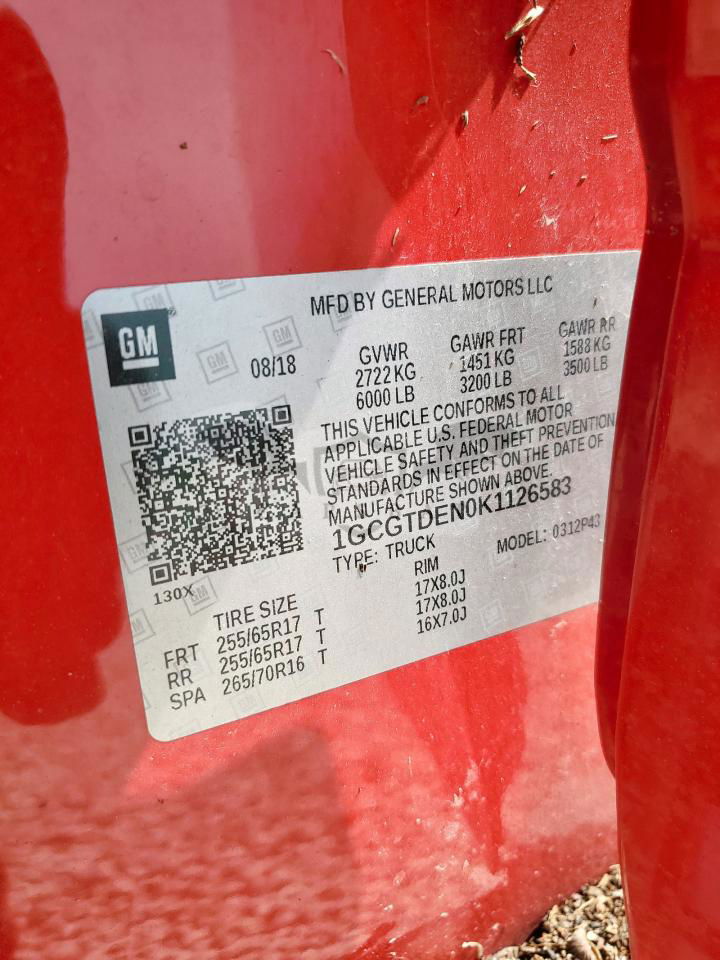 MFD BY GENERAL MOTORS LLC
GM
08/18
GVWR
2722 KG
6000 LB
GAWR FRT
1451 KG
3200 LB
GAWR RR
1588 KG
3500 LB
THIS VEHICLE CONFORMS TO ALL
APPLICABLE U.S. FEDERAL MOTOR
VEHICLE SAFETY AND THEFT PREVENTION
STANDARDS IN EFFECT ON THE DATE OF
MANUFACTURE SHOWN ABOVE.
1GCGTDEN0K1126583
TYPE: TRUCK
MODEL: 0312P43
130X
TIRE SIZE
RIM
FRT 255/65R17 T 17X8.0J
RR 255/65R17 T 17X8.0J
SPA 265/70R16 T 16X7.0J